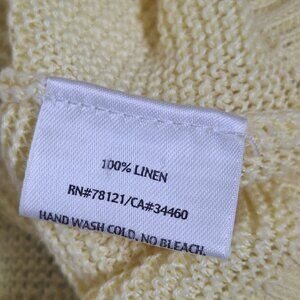 100% LINEN
RN#78121/CA#34460
HAND WASH COLD. NO BLEACH.